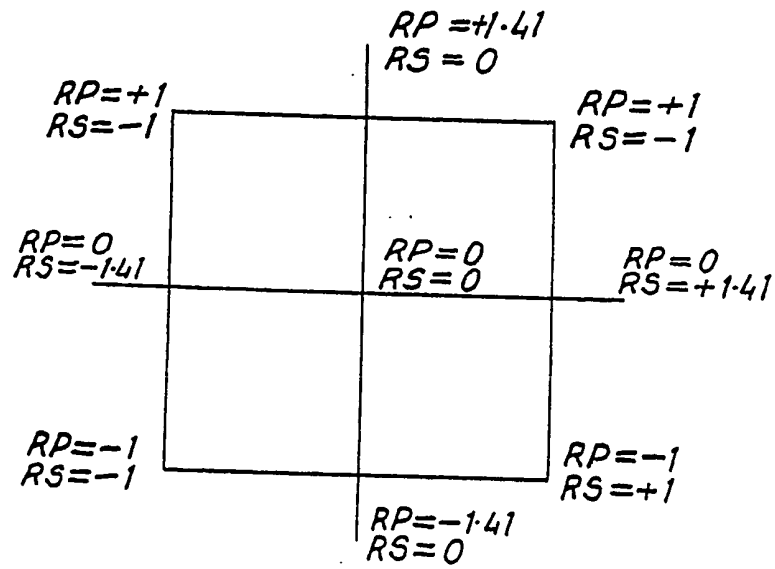 RP=+1·41
RS=0
RP=+1
RS=-1
RP=+1
RS=-1
RP=0
RS=-1·41
RP=0
RS=0
RP=0
RS=+1·41
RP=-1
RS=-1
RP=-1
RS=+1
RP=-1·41
RS=0